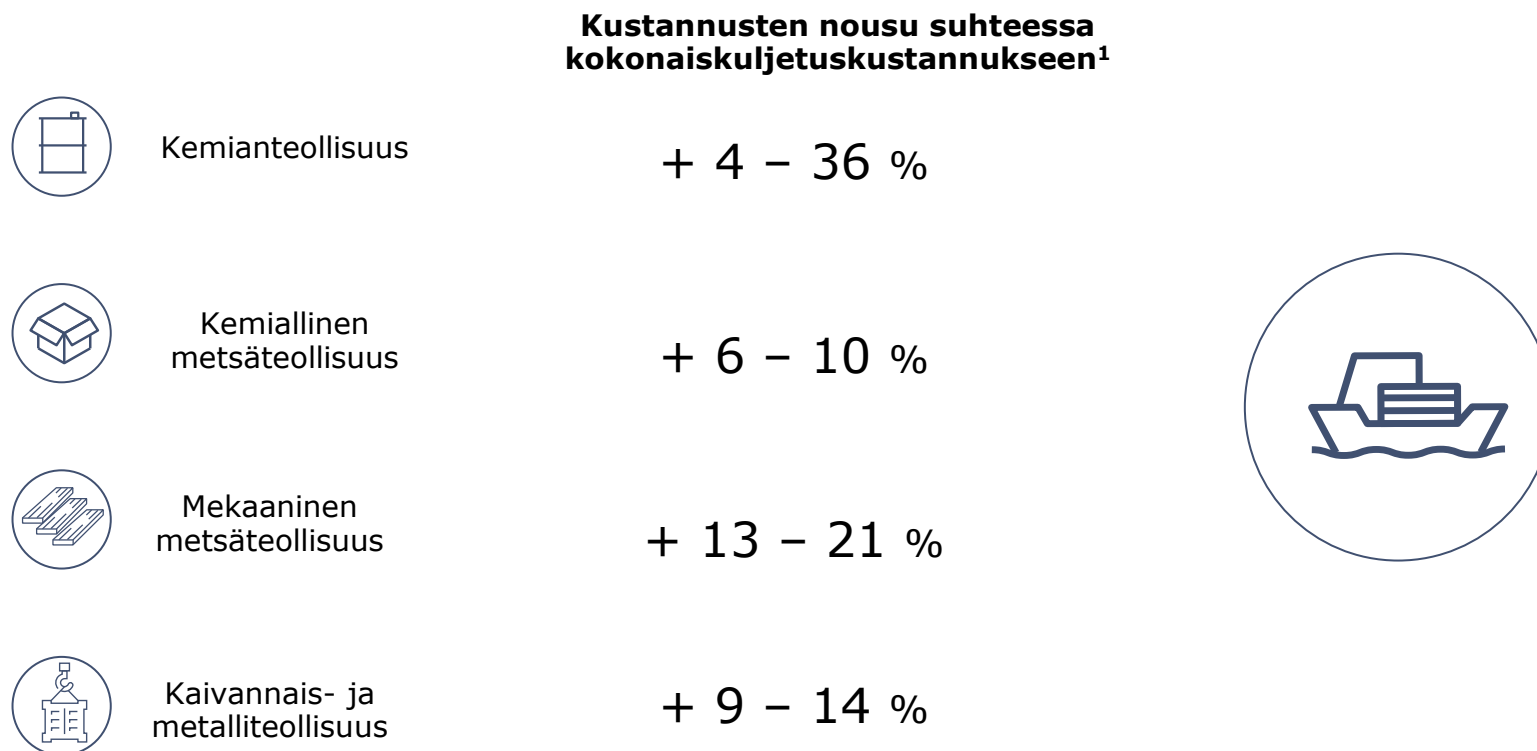 Kustannusten nousu suhteessa
kokonaiskuljetuskustannukseen¹
Kemianteollisuus
+ 4 – 36 %
Kemiallinen
metsäteollisuus
+ 6 – 10 %
Mekaaninen
metsäteollisuus
+ 13 – 21 %
Kaivannais- ja
metalliteollisuus
+ 9 – 14 %